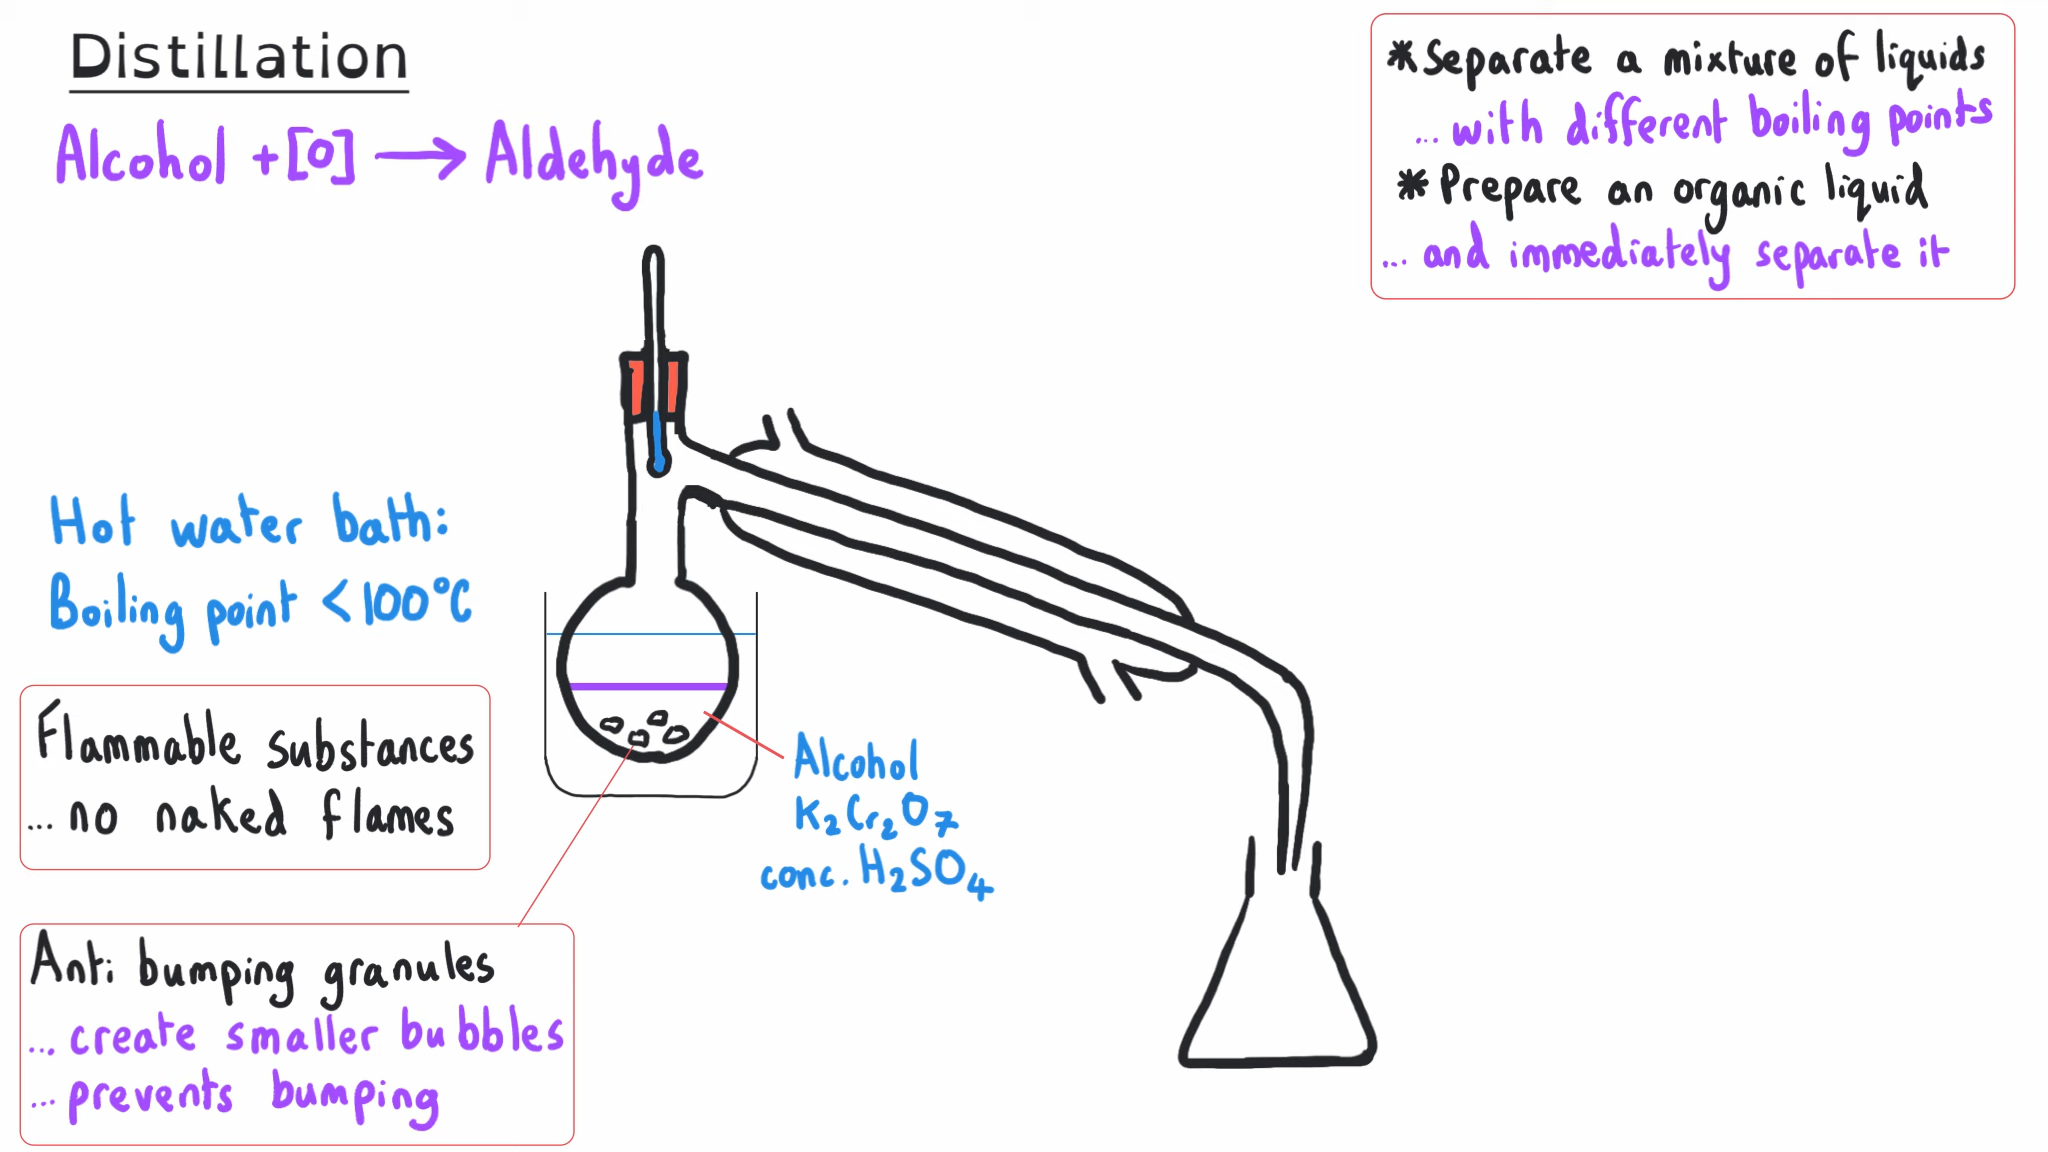 Distillation
Alcohol + [O] → Aldehyde
*Separate a mixture of liquids
... with different boiling points
*Prepare an organic liquid
... and immediately separate it
Hot water bath:
Boiling point < 100°C
Flammable substances
... no naked flames
Alcohol
K₂Cr₂O₇
conc. H₂SO₄
Anti bumping granules
... create smaller bubbles
... prevents bumping